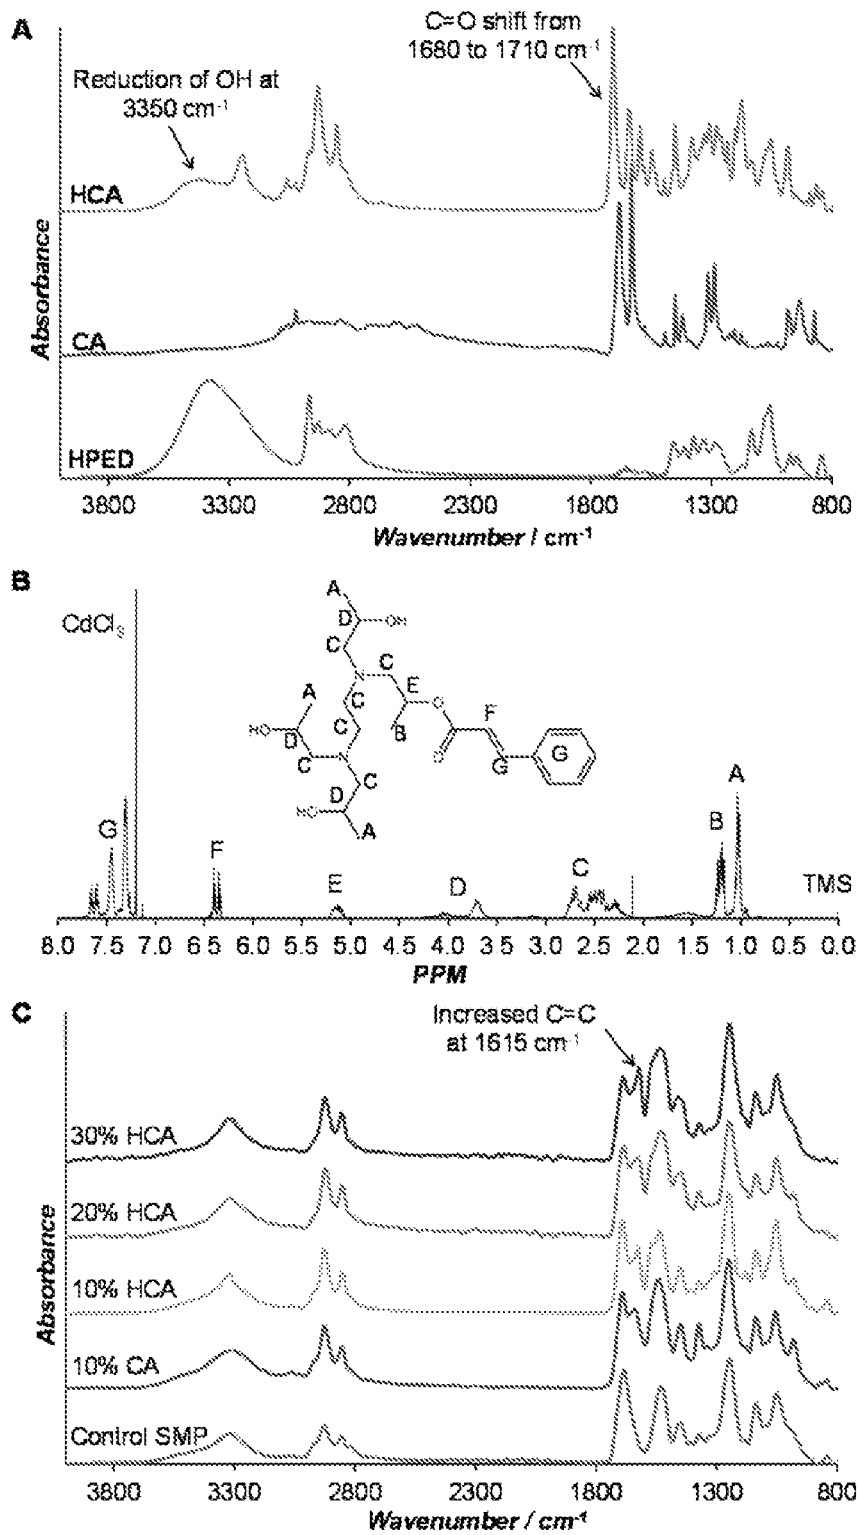 A
C=O shift from
1680 to 1710 cm-1
Reduction of OH at
3350 cm-1
HCA
CA
HPED
Absorbance
3800 3300 2800 2300 1800 1300 800
Wavenumber / cm-1
B
CdCl3
A
D OH
C
N C
A C E O
HO D C B F
C N O G G
C
D
HO
A
G
F
E
D
C
B
A
TMS
8.0 7.5 7.0 6.5 6.0 5.5 5.0 4.5 4.0 3.5 3.0 2.5 2.0 1.5 1.0 0.5 0.0
PPM
C
Increased C=C
at 1615 cm-1
30% HCA
20% HCA
10% HCA
10% CA
Control SMP
Absorbance
3800 3300 2800 2300 1800 1300 800
Wavenumber / cm-1